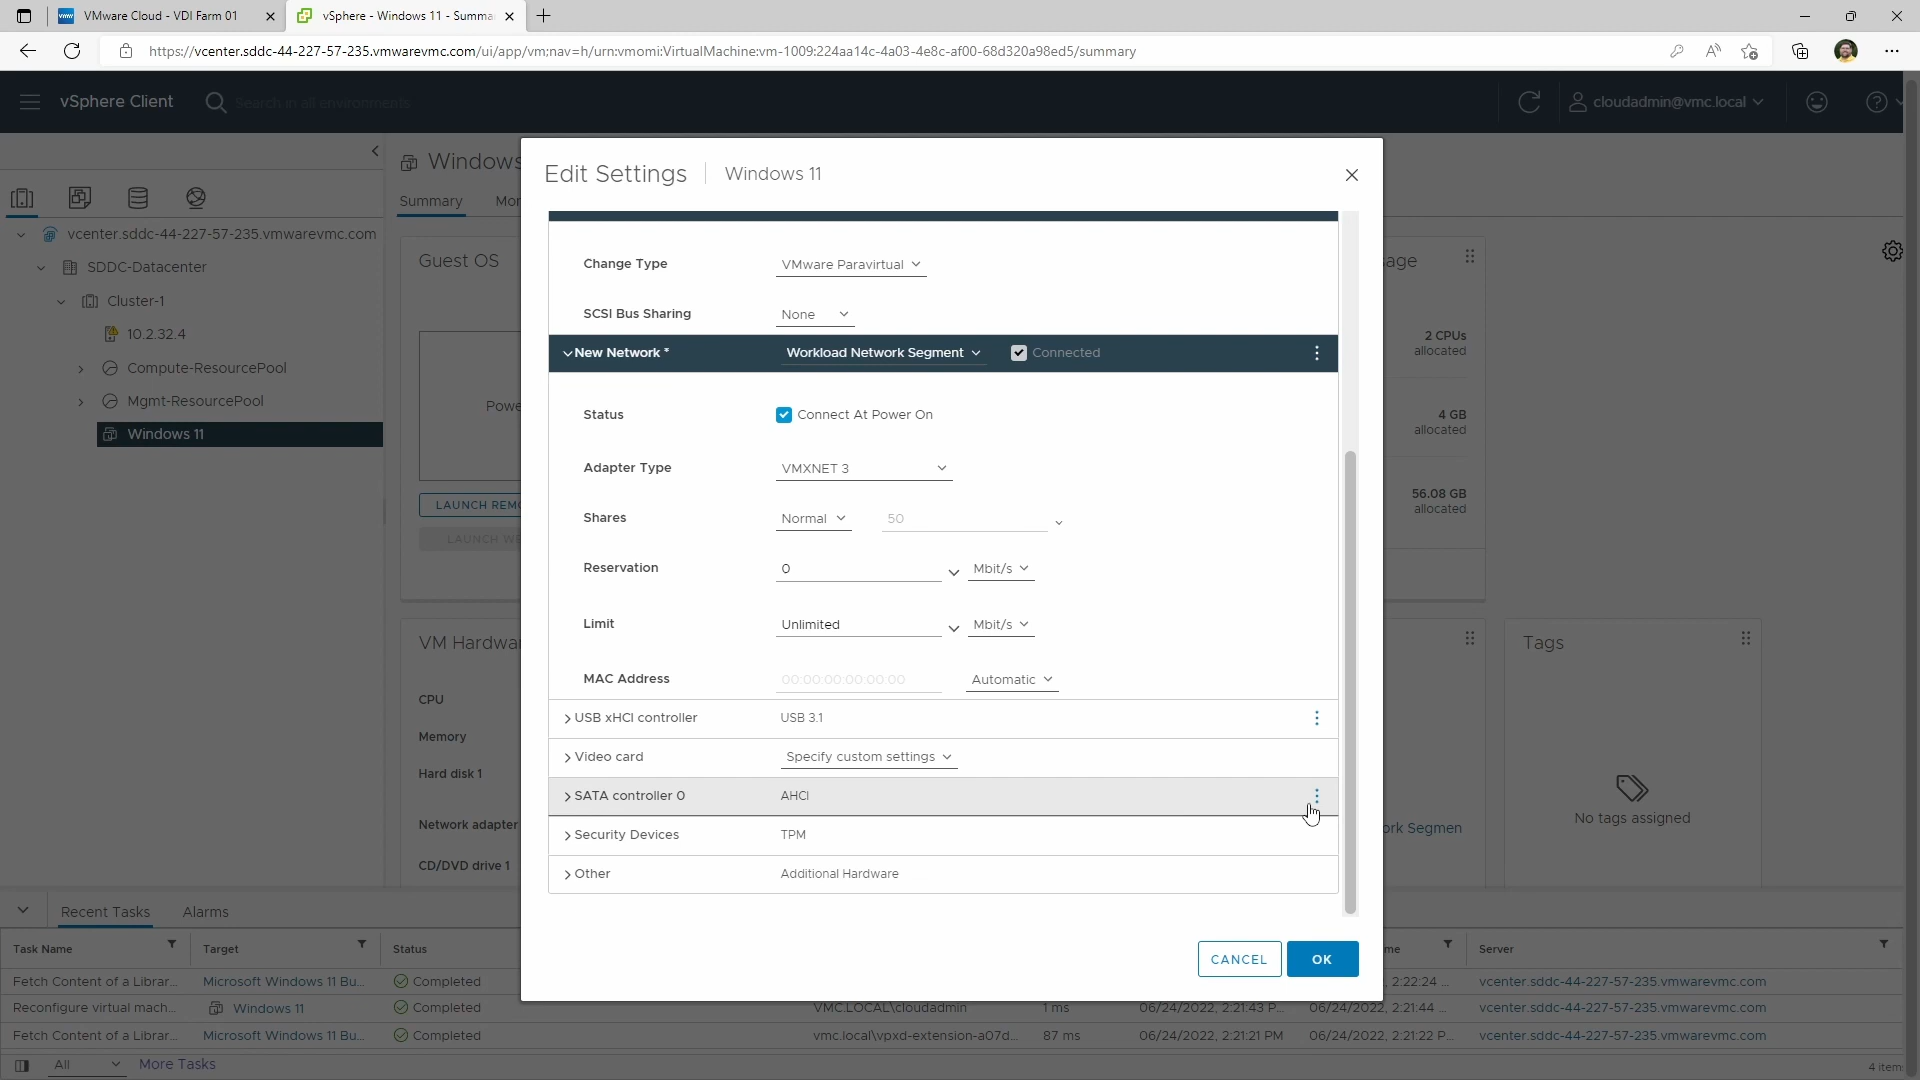 VMware Cloud - VDI Farm 01
vSphere - Windows 11 - Summa
https://vcenter.sddc-44-227-57-235.vmwarevmc.com/ui/app/vm;nav=h/urn:vmomi:VirtualMachine:vm-1009:224aa14c-4a03-4e8c-af00-68d320a98ed5/summary
vSphere Client
Search in all environments
cloudadmin@vmc.local
Windows
Summary
Mor
vcenter.sddc-44-227-57-235.vmwarevmc.com
SDDC-Datacenter
Cluster-1
10.2.32.4
Compute-ResourcePool
Mgmt-ResourcePool
Windows 11
Guest OS
Powe
LAUNCH REMO
LAUNCH WE
VM Hardwar
CPU
Memory
Hard disk 1
Network adapter
CD/DVD drive 1
Edit Settings
Windows 11
Change Type
VMware Paravirtual
SCSI Bus Sharing
None
New Network *
Workload Network Segment
Connected
Status
Connect At Power On
Adapter Type
VMXNET 3
Shares
Normal
50
Reservation
0
Mbit/s
Limit
Unlimited
Mbit/s
MAC Address
00:00:00:00:00:00
Automatic
USB xHCI controller
USB 3.1
Video card
Specify custom settings
SATA controller 0
AHCI
Security Devices
TPM
Other
Additional Hardware
CANCEL
OK
age
2 CPUs
allocated
4 GB
allocated
56.08 GB
allocated
ork Segmen
Tags
No tags assigned
Recent Tasks
Alarms
Task Name
Target
Status
me
Server
Fetch Content of a Librar...
Microsoft Windows 11 Bu...
Completed
2:22:24 ...
vcenter.sddc-44-227-57-235.vmwarevmc.com
Reconfigure virtual mach...
Windows 11
Completed
VMC.LOCAL\cloudadmin
1 ms
06/24/2022, 2:21:43 P...
06/24/2022, 2:21:44 ...
vcenter.sddc-44-227-57-235.vmwarevmc.com
Fetch Content of a Librar...
Microsoft Windows 11 Bu...
Completed
vmc.local\vpxd-extension-a07d...
87 ms
06/24/2022, 2:21:21 PM
06/24/2022, 2:21:22 P...
vcenter.sddc-44-227-57-235.vmwarevmc.com
All
More Tasks
4 item